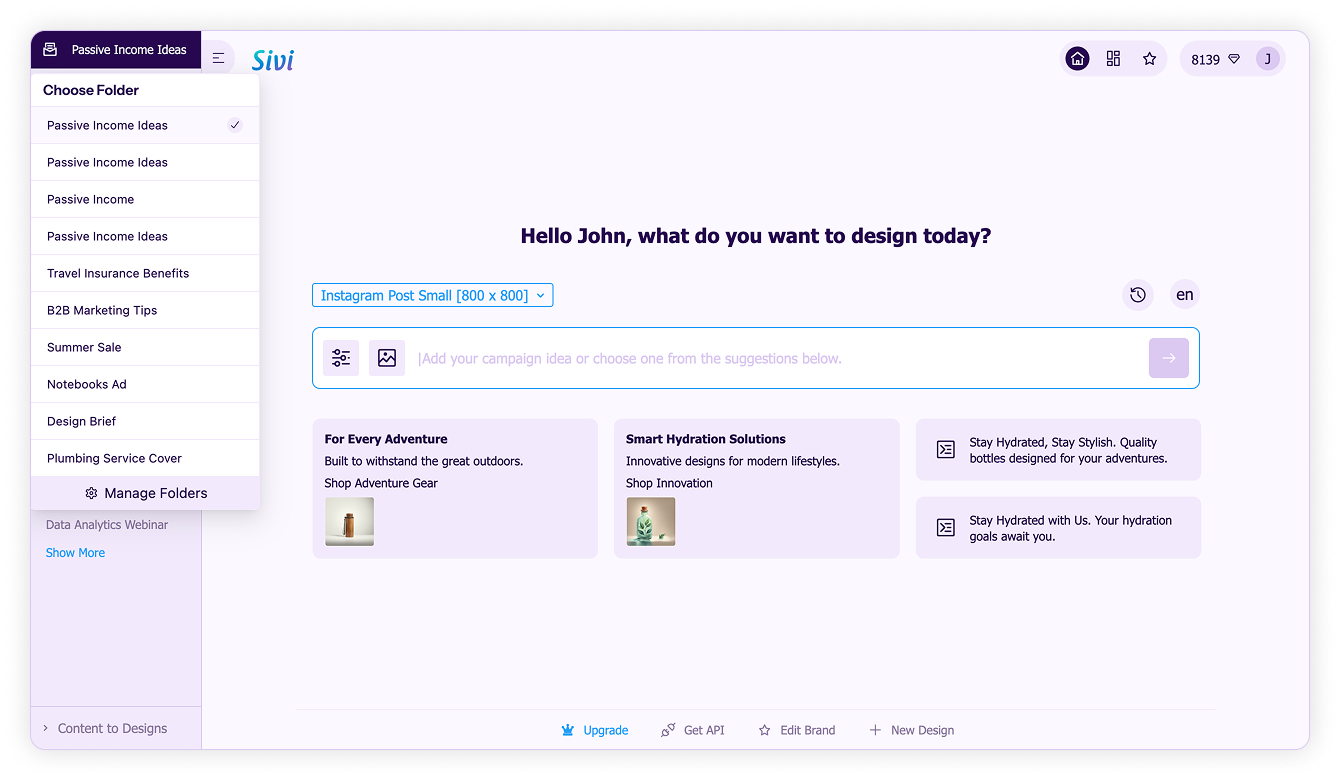 Passive Income Ideas
Sivi
8139
J
Choose Folder
Passive Income Ideas
Passive Income Ideas
Passive Income
Passive Income Ideas
Travel Insurance Benefits
B2B Marketing Tips
Summer Sale
Notebooks Ad
Design Brief
Plumbing Service Cover
Manage Folders
Data Analytics Webinar
Show More
Content to Designs
Hello John, what do you want to design today?
Instagram Post Small [800 x 800]
en
Add your campaign idea or choose one from the suggestions below.
For Every Adventure
Built to withstand the great outdoors.
Shop Adventure Gear
Smart Hydration Solutions
Innovative designs for modern lifestyles.
Shop Innovation
Stay Hydrated, Stay Stylish. Quality
bottles designed for your adventures.
Stay Hydrated with Us. Your hydration
goals await you.
Upgrade
Get API
Edit Brand
New Design